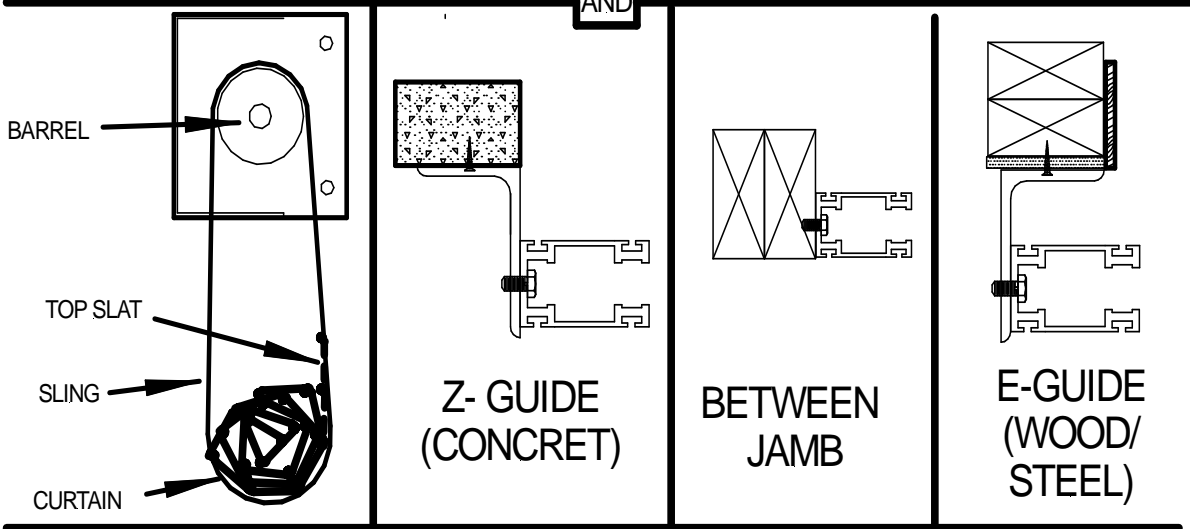 AND
BARREL
TOP SLAT
SLING
CURTAIN
Z- GUIDE
(CONCRET)
BETWEEN
JAMB
E-GUIDE
(WOOD/
STEEL)